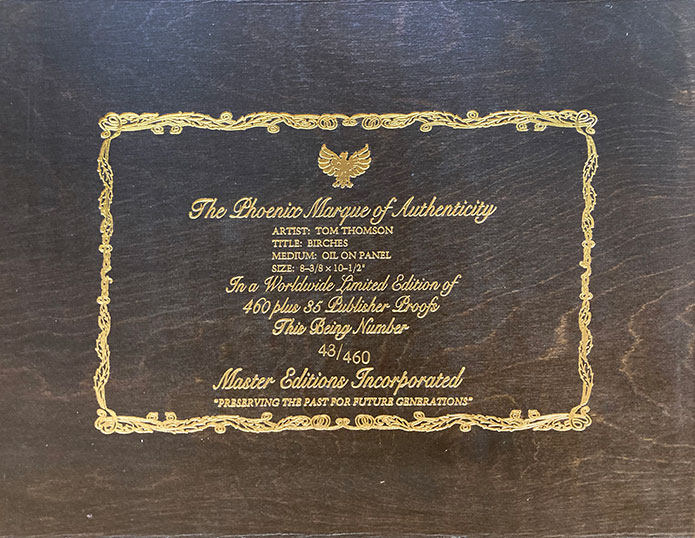 The Phoenix Marque of Authenticity
ARTIST: TOM THOMSON
TITLE: BIRCHES
MEDIUM: OIL ON PANEL
SIZE: 8-3/8 × 10-1/2"
In a Worldwide Limited Edition of
460 plus 35 Publisher Proofs
This Being Number
43/460
Master Editions Incorporated
"PRESERVING THE PAST FOR FUTURE GENERATIONS"